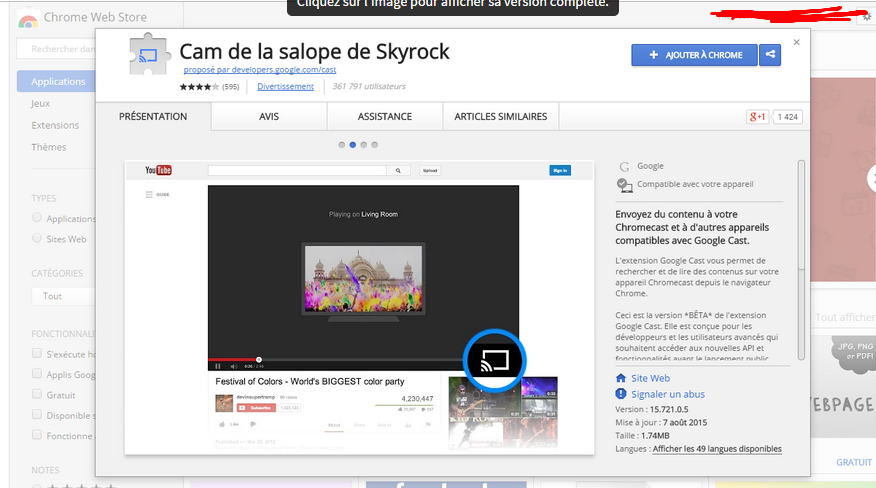 Cliquez sur l'image pour afficher sa version complète.
Chrome Web Store
Rechercher dans
Applications
Jeux
Extensions
Thèmes
TYPES
Applications
Sites Web
CATÉGORIES
Tout
FONCTIONNALI
S'exécute ho
Applis Goog
Gratuit
Disponible s
Fonctionne a
NOTES
Cam de la salope de Skyrock
proposé par developers.google.com/cast
(595)
Divertissement
361 791 utilisateurs
AJOUTER À CHROME
PRÉSENTATION
AVIS
ASSISTANCE
ARTICLES SIMILAIRES
g+1
1 424
YouTube
Upload
Sign in
GUIDE
Playing on Living Room
Festival of Colors - World's BIGGEST color party
devinsupertramp
Subscribe
4,230,447
Like
About
Google
Compatible avec votre appareil
Envoyez du contenu à votre
Chromecast et à d'autres appareils
compatibles avec Google Cast.
L'extension Google Cast vous permet de
rechercher et de lire des contenus sur votre
appareil Chromecast depuis le navigateur
Chrome.
Ceci est la version *BÊTA* de l'extension
Google Cast. Elle est conçue pour les
développeurs et les utilisateurs avancés qui
souhaitent accéder aux nouvelles API et
fonctionnalités avant le lancement public.
Site Web
Signaler un abus
Version : 15.721.0.5
Mise à jour : 7 août 2015
Taille : 1.74MB
Langues : Afficher les 49 langues disponibles
Tout afficher
JPG, PNG
or PDF!
EBPAGE
GRATUIT